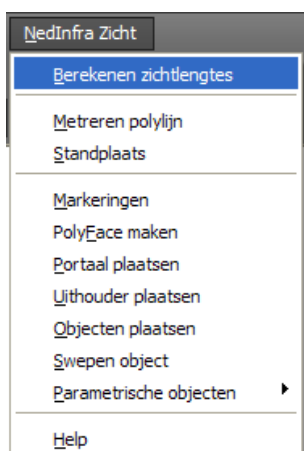 NedInfra Zicht
Berekenen zichtlengtes
Metreren polylijn
Standplaats
Markeringen
PolyFace maken
Portaal plaatsen
Uithouder plaatsen
Objecten plaatsen
Swepen object
Parametrische objecten
Help